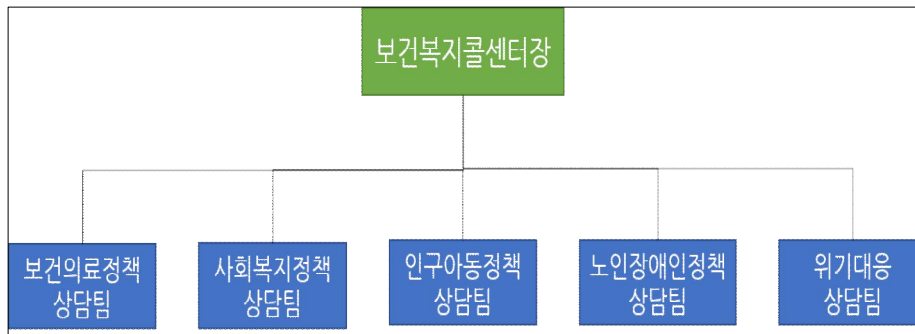 보건복지콜센터장
보건의료정책
상담팀
사회복지정책
상담팀
인구아동정책
상담팀
노인장애인정책
상담팀
위기대응
상담팀